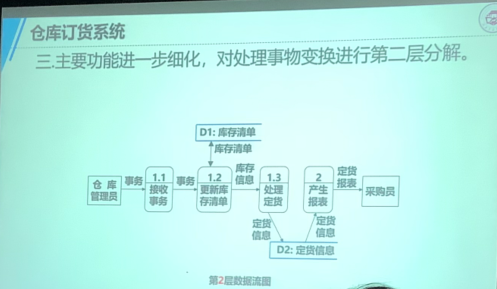 仓库订货系统
三.主要功能进一步细化，对处理事物变换进行第二层分解。
D1: 库存清单
库存清单
仓 库
管理员
事务
1.1
接收
事务
事务
1.2
更新库
存清单
库存
信息
1.3
处理
定货
2
产生
报表
定货
报表
采购员
定货
信息
定货
信息
D2: 定货信息
第2层数据流图